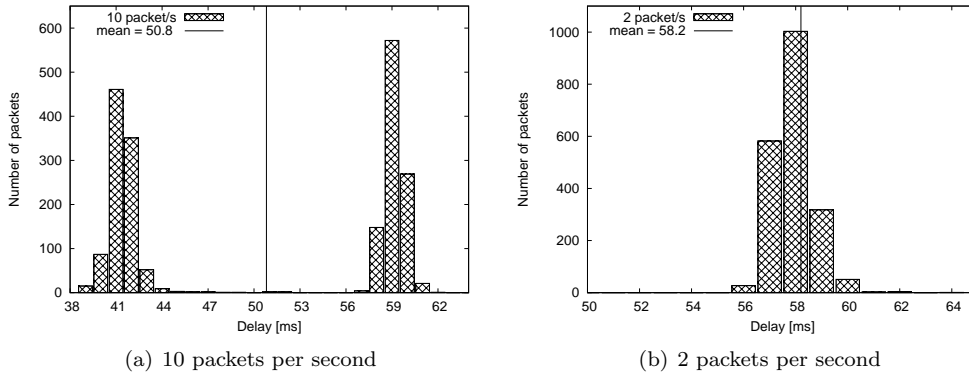 600
500
400
300
200
100
0
Number of packets
10 packet/s
mean = 50.8
38 41 44 47 50 53 56 59 62
Delay [ms]
(a) 10 packets per second
1000
800
600
400
200
0
Number of packets
2 packet/s
mean = 58.2
50 52 54 56 58 60 62 64
Delay [ms]
(b) 2 packets per second